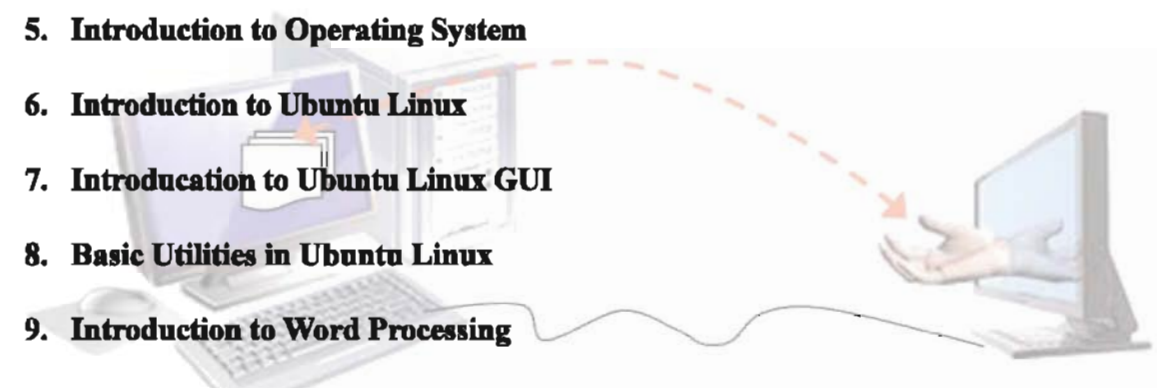 5. Introduction to Operating System
6. Introduction to Ubuntu Linux
7. Introducation to Ubuntu Linux GUI
8. Basic Utilities in Ubuntu Linux
9. Introduction to Word Processing